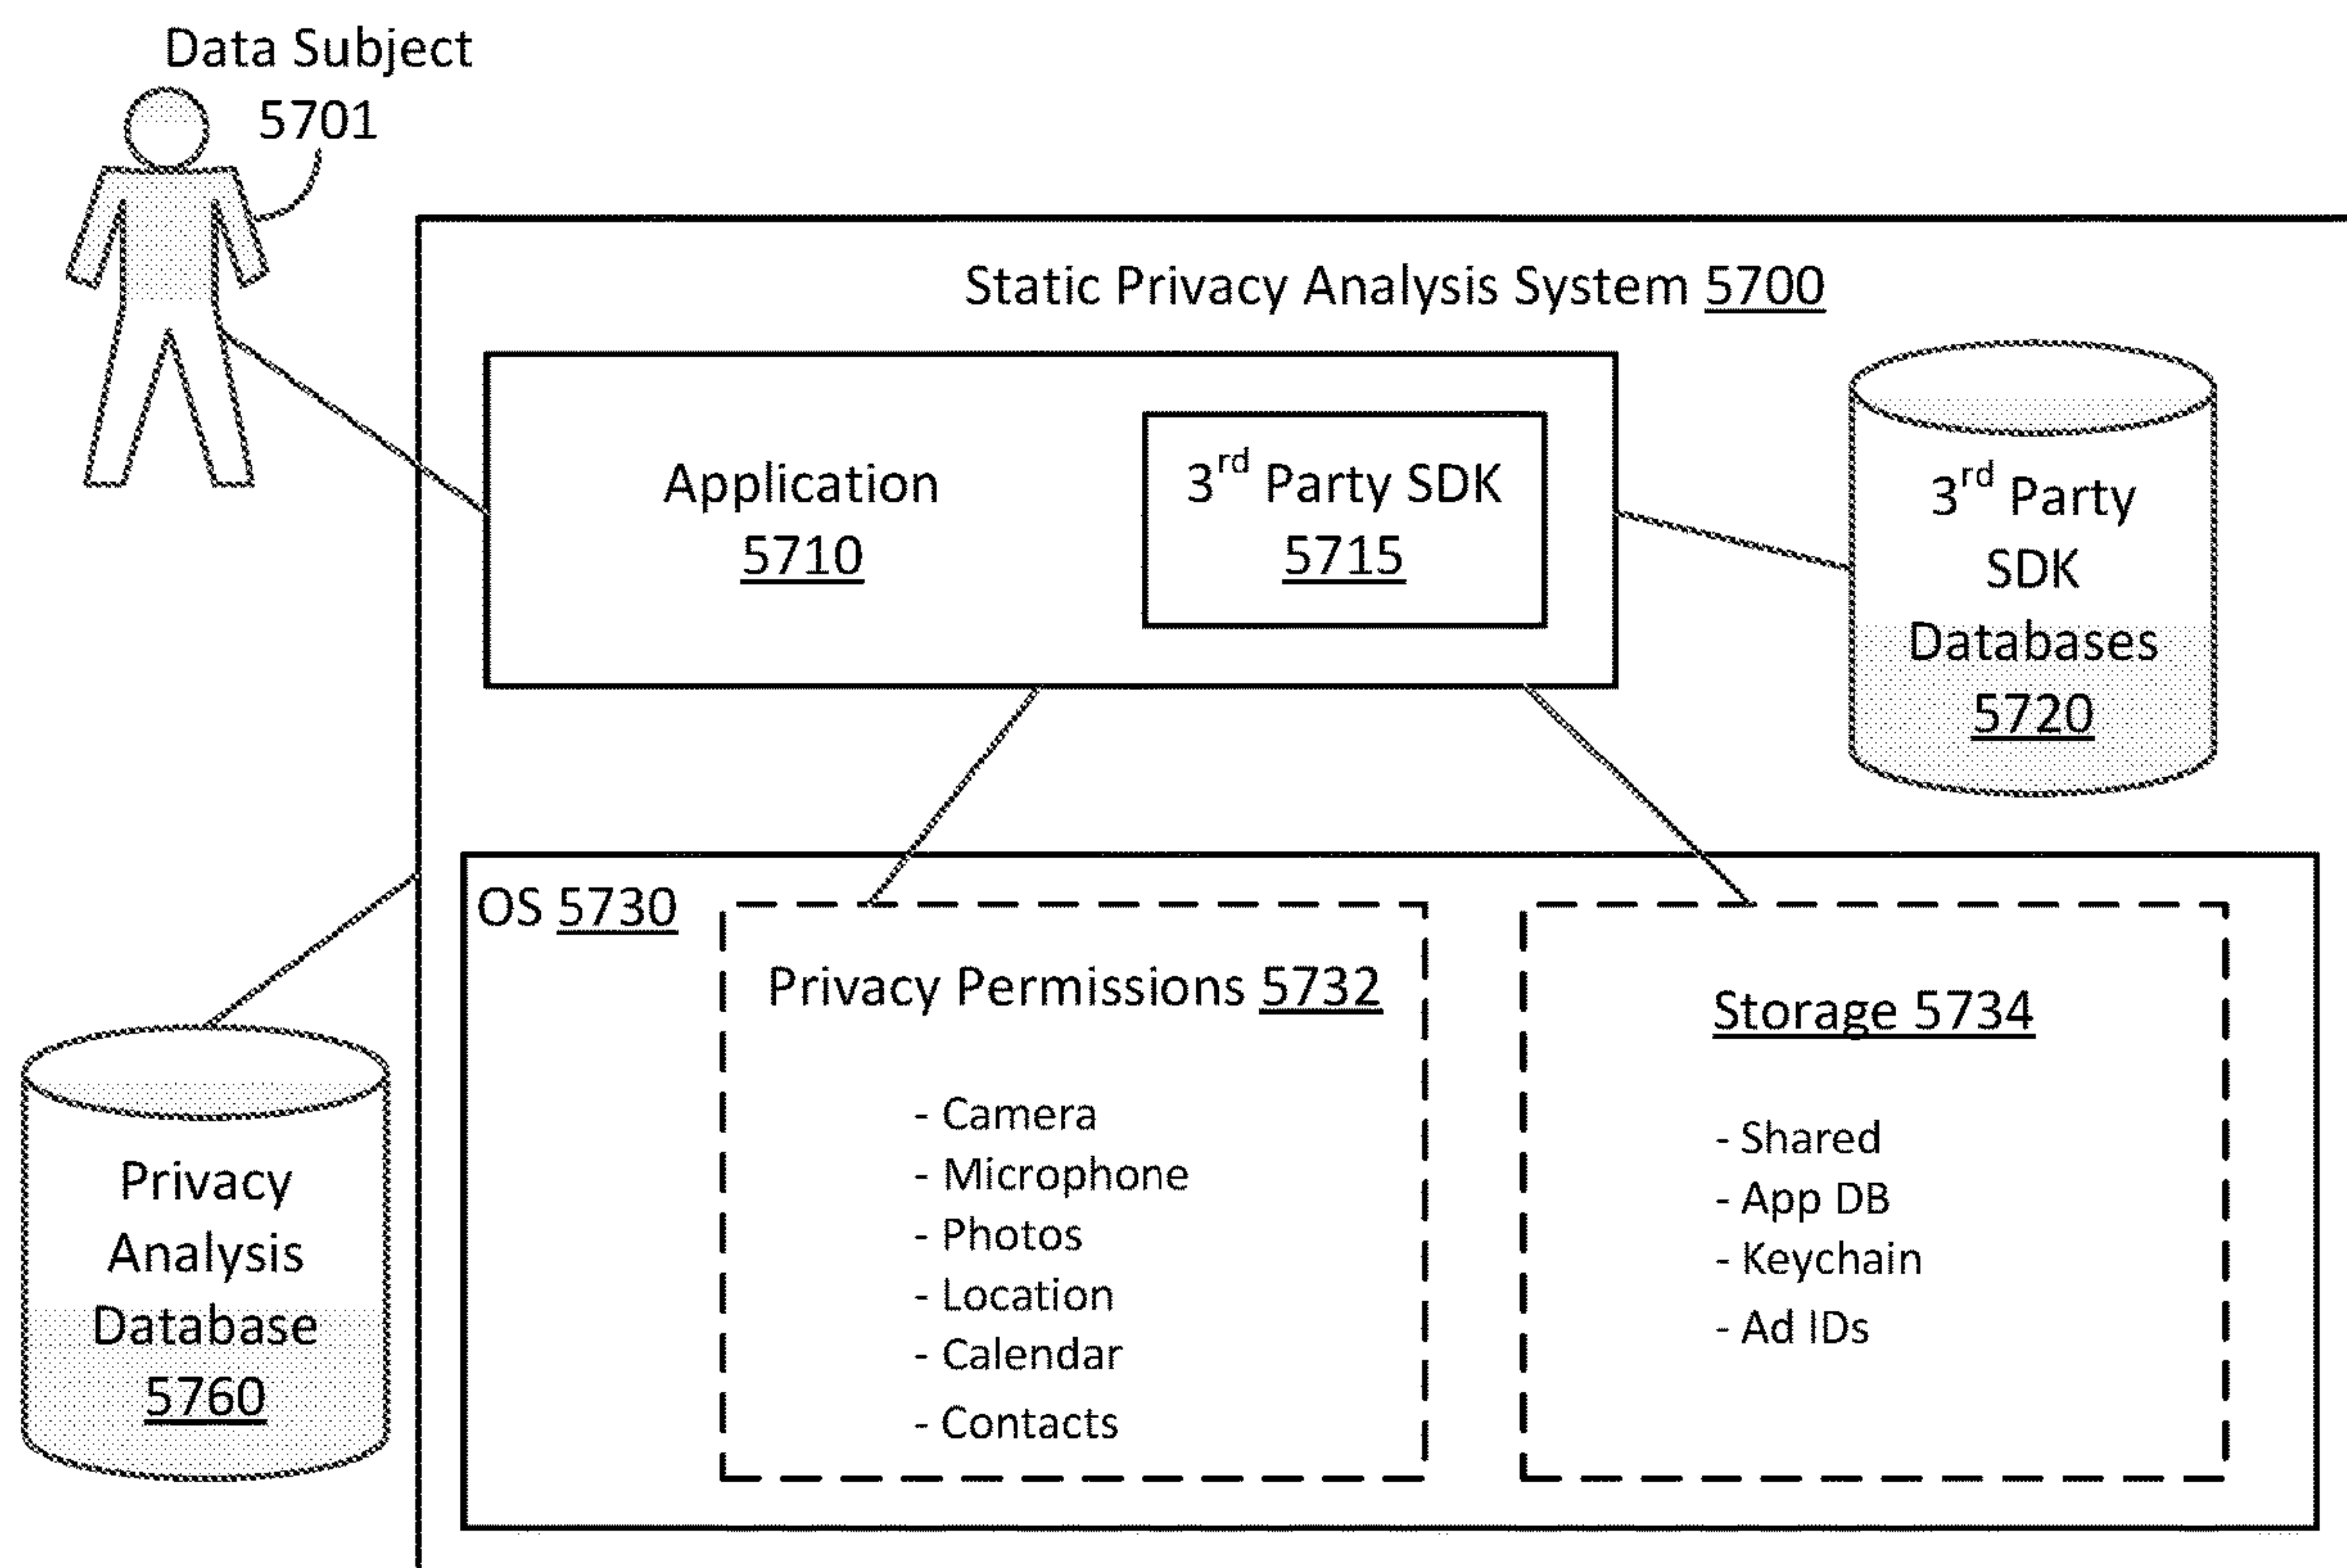 Data Subject
5701
Static Privacy Analysis System 5700
Application
5710
3rd Party SDK
5715
3rd Party
SDK
Databases
5720
OS 5730
Privacy Permissions 5732
- Camera
- Microphone
- Photos
- Location
- Calendar
- Contacts
Storage 5734
- Shared
- App DB
- Keychain
- Ad IDs
Privacy
Analysis
Database
5760